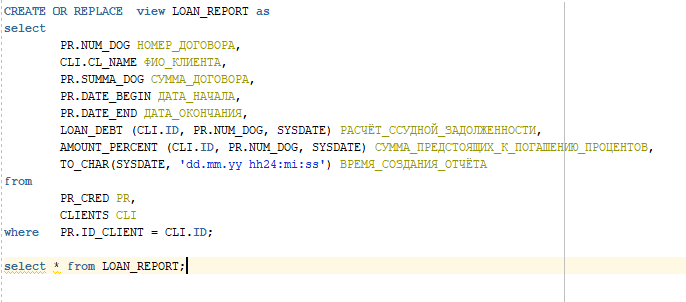 CREATE OR REPLACE  view LOAN_REPORT as
select
PR.NUM_DOG НОМЕР_ДОГОВОРА,
CLI.CL_NAME ФИО_КЛИЕНТА,
PR.SUMMA_DOG СУММА_ДОГОВОРА,
PR.DATE_BEGIN ДАТА_НАЧАЛА,
PR.DATE_END ДАТА_ОКОНЧАНИЯ,
LOAN_DEBT (CLI.ID, PR.NUM_DOG, SYSDATE) РАСЧЁТ_ССУДНОЙ_ЗАДОЛЖЕННОСТИ,
AMOUNT_PERCENT (CLI.ID, PR.NUM_DOG, SYSDATE) СУММА_ПРЕДСТОЯЩИХ_К_ПОГАШЕНИЮ_ПРОЦЕНТОВ,
TO_CHAR(SYSDATE, 'dd.mm.yy hh24:mi:ss') ВРЕМЯ_СОЗДАНИЯ_ОТЧЁТА
from
PR_CRED PR,
CLIENTS CLI
where   PR.ID_CLIENT = CLI.ID;
select * from LOAN_REPORT;